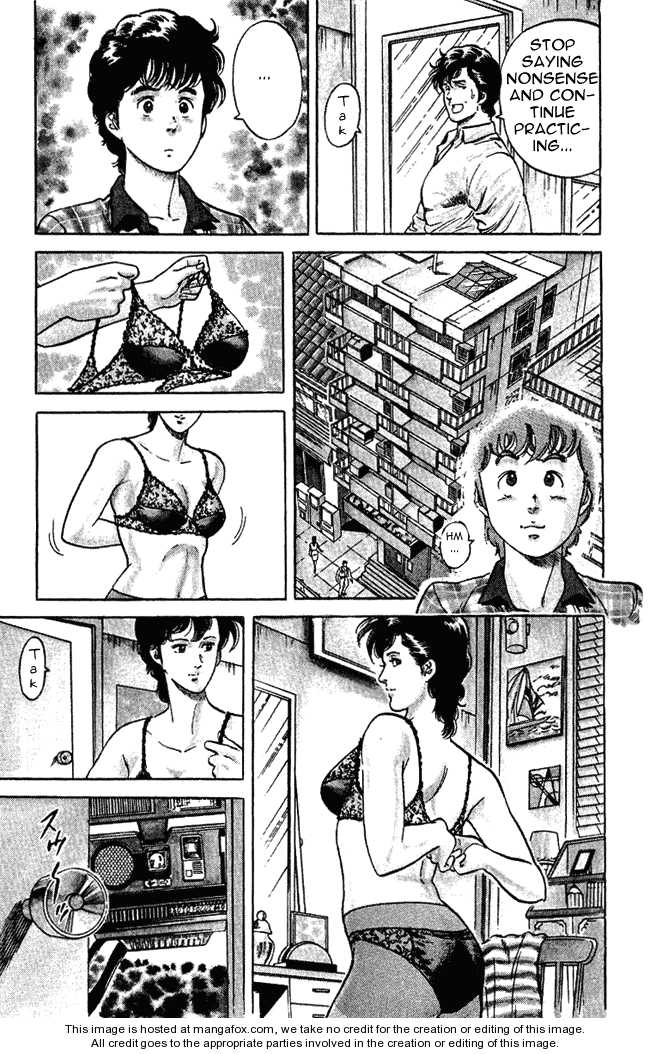 STOP
SAYING
NONSENSE
AND CON-
TINUE
PRACTIC-
ING...
Tak
...
HM
...
Tak
スッ
This image is hosted at mangafox.com, we take no credit for the creation or editing of this image.
All credit goes to the appropriate parties involved in the creation or editing of this image.